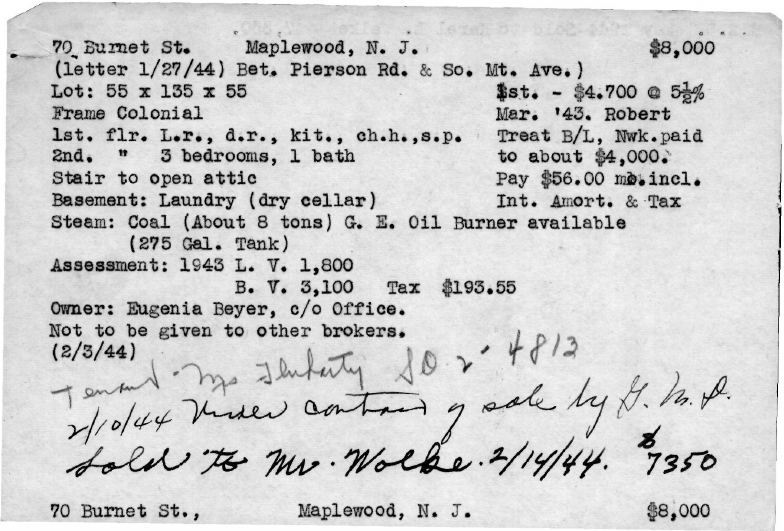 70 Burnet St. Maplewood, N. J. $8,000
(letter 1/27/44) Bet. Pierson Rd. & So. Mt. Ave.)
Lot: 55 x 135 x 55 1st. - $4.700 @ 5½%
Frame Colonial Mar. '43. Robert
1st. flr. L.r., d.r., kit., ch.h.,s.p. Treat B/L, Nwk.paid
2nd. " 3 bedrooms, 1 bath to about $4,000.
Stair to open attic Pay $56.00 mo.incl.
Basement: Laundry (dry cellar) Int. Amort. & Tax
Steam: Coal (About 8 tons) G. E. Oil Burner available
(275 Gal. Tank)
Assessment: 1943 L. V. 1,800
B. V. 3,100 Tax $193.55
Owner: Eugenia Beyer, c/o Office.
Not to be given to other brokers.
(2/3/44)
Tenant - Mrs Fluharty SO 2 - 4813
2/10/44 Under contract of sale by G. M. D.
Sold to Mr. Wolbe. 2/14/44. $7350
70 Burnet St., Maplewood, N. J. $8,000